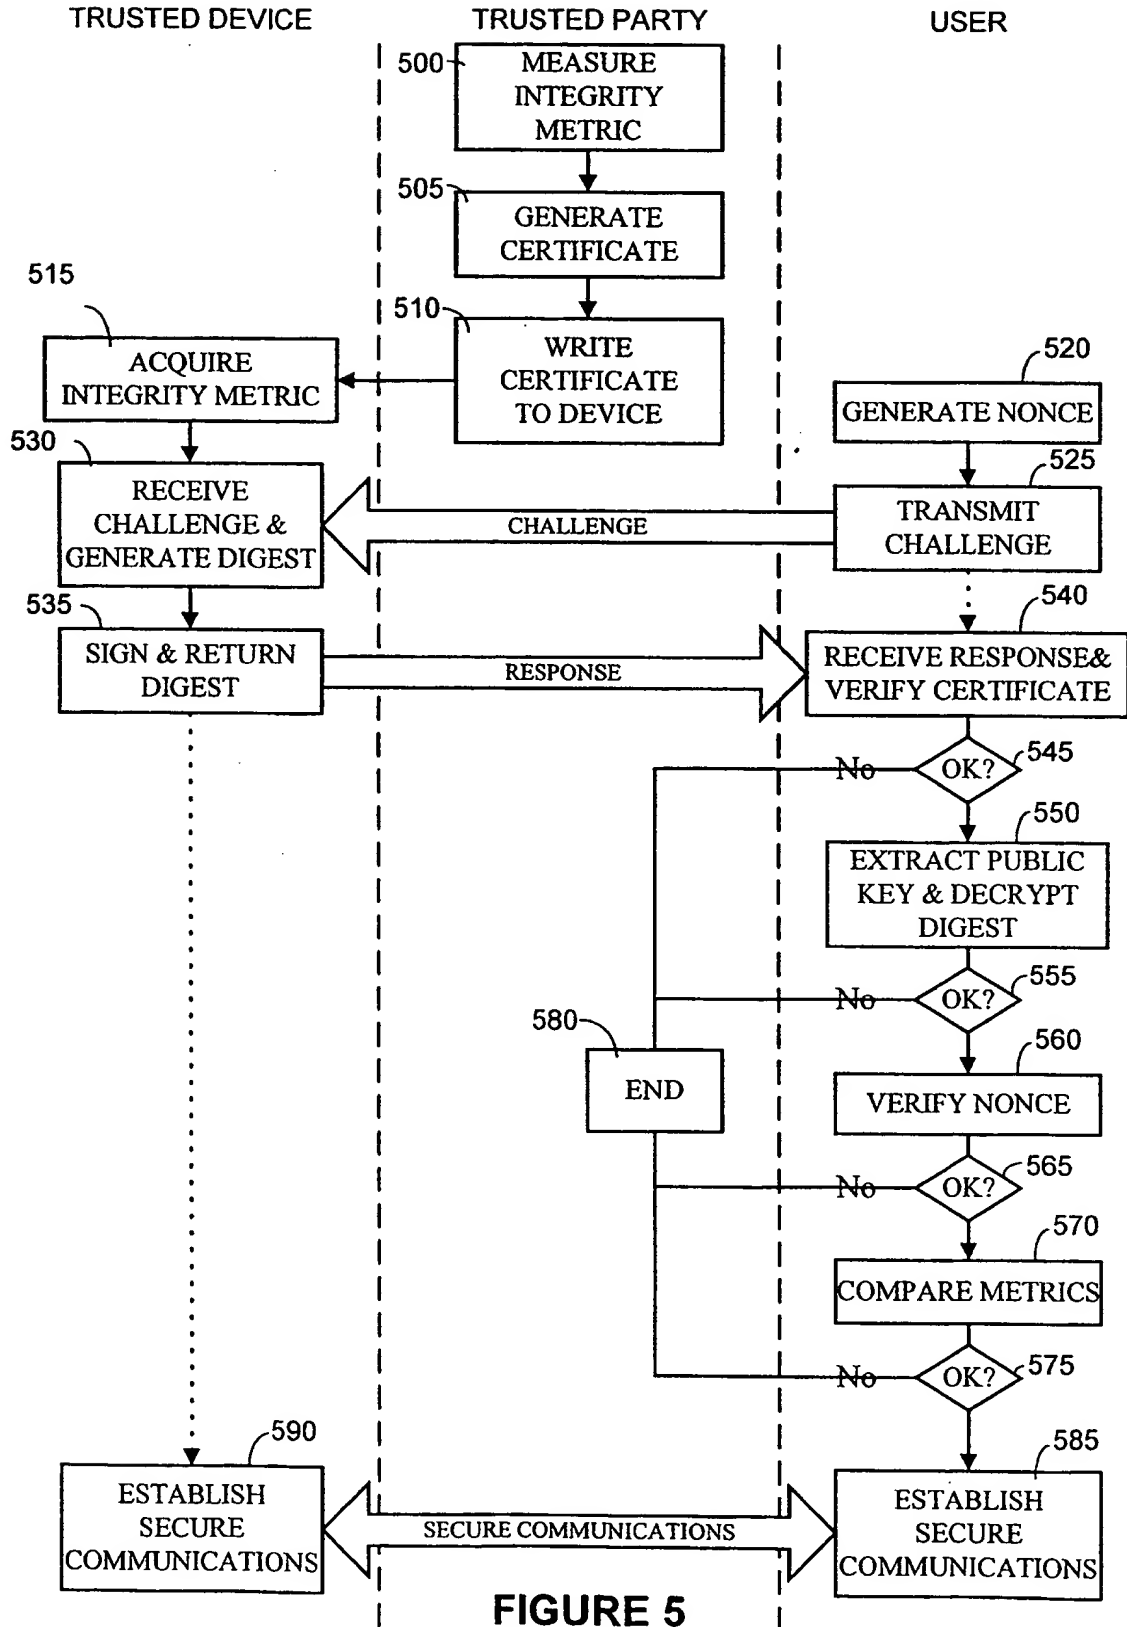 TRUSTED DEVICE
TRUSTED PARTY
USER
500
MEASURE
INTEGRITY
METRIC
505
GENERATE
CERTIFICATE
510
WRITE
CERTIFICATE
TO DEVICE
515
ACQUIRE
INTEGRITY METRIC
520
GENERATE NONCE
525
TRANSMIT
CHALLENGE
CHALLENGE
530
RECEIVE
CHALLENGE &
GENERATE DIGEST
535
SIGN & RETURN
DIGEST
RESPONSE
540
RECEIVE RESPONSE&
VERIFY CERTIFICATE
No
OK?
545
550
EXTRACT PUBLIC
KEY & DECRYPT
DIGEST
No
OK?
555
580
END
560
VERIFY NONCE
No
OK?
565
570
COMPARE METRICS
No
OK?
575
590
ESTABLISH
SECURE
COMMUNICATIONS
SECURE COMMUNICATIONS
585
ESTABLISH
SECURE
COMMUNICATIONS
FIGURE 5